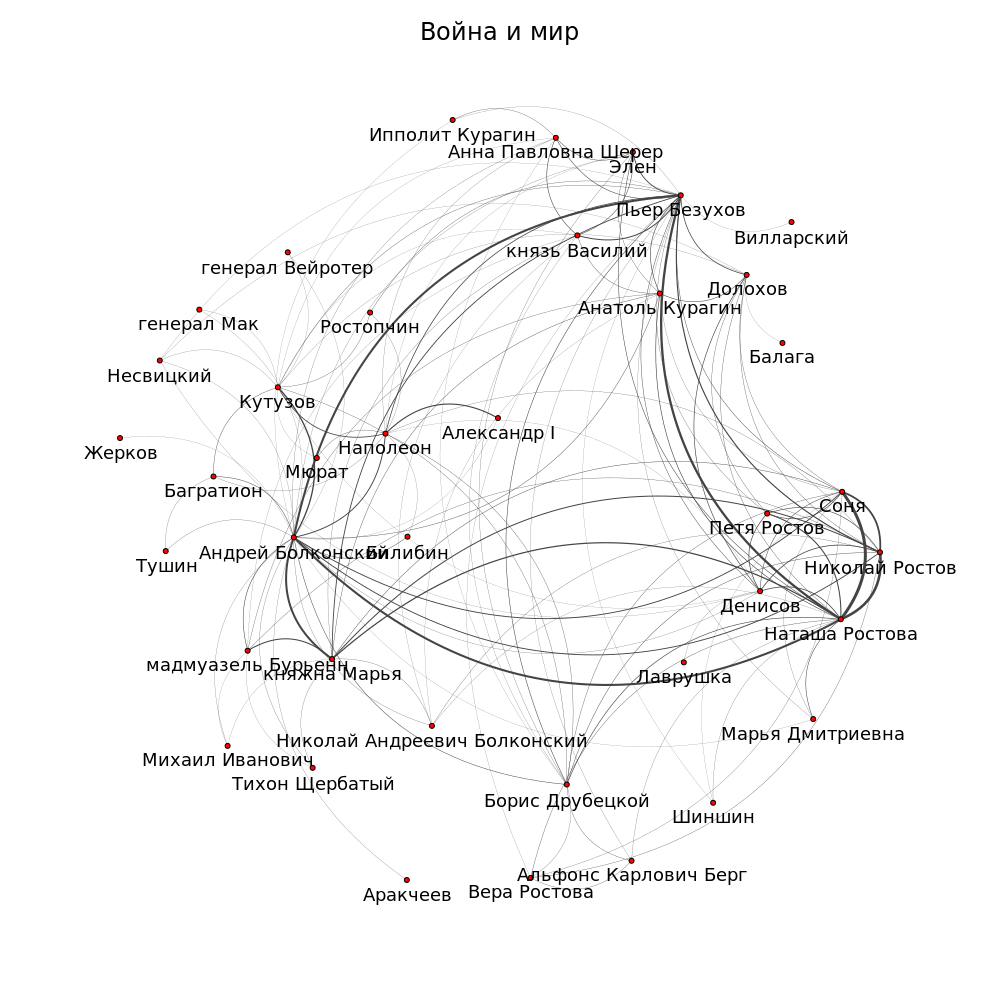 Война и мир
Ипполит Курагин
Анна Павловна Шерер
Элен
Пьер Безухов
Вилларский
князь Василий
генерал Вейротер
Долохов
Анатоль Курагин
генерал Мак
Ростопчин
Балага
Несвицкий
Кутузов
Александр I
Наполеон
Жерков
Мюрат
Багратион
Соня
Петя Ростов
Андрей Болконский
Билибин
Тушин
Николай Ростов
Денисов
Наташа Ростова
мадмуазель Бурьенн
княжна Марья
Лаврушка
Марья Дмитриевна
Николай Андреевич Болконский
Михаил Иванович
Тихон Щербатый
Борис Друбецкой
Шиншин
Альфонс Карлович Берг
Вера Ростова
Аракчеев